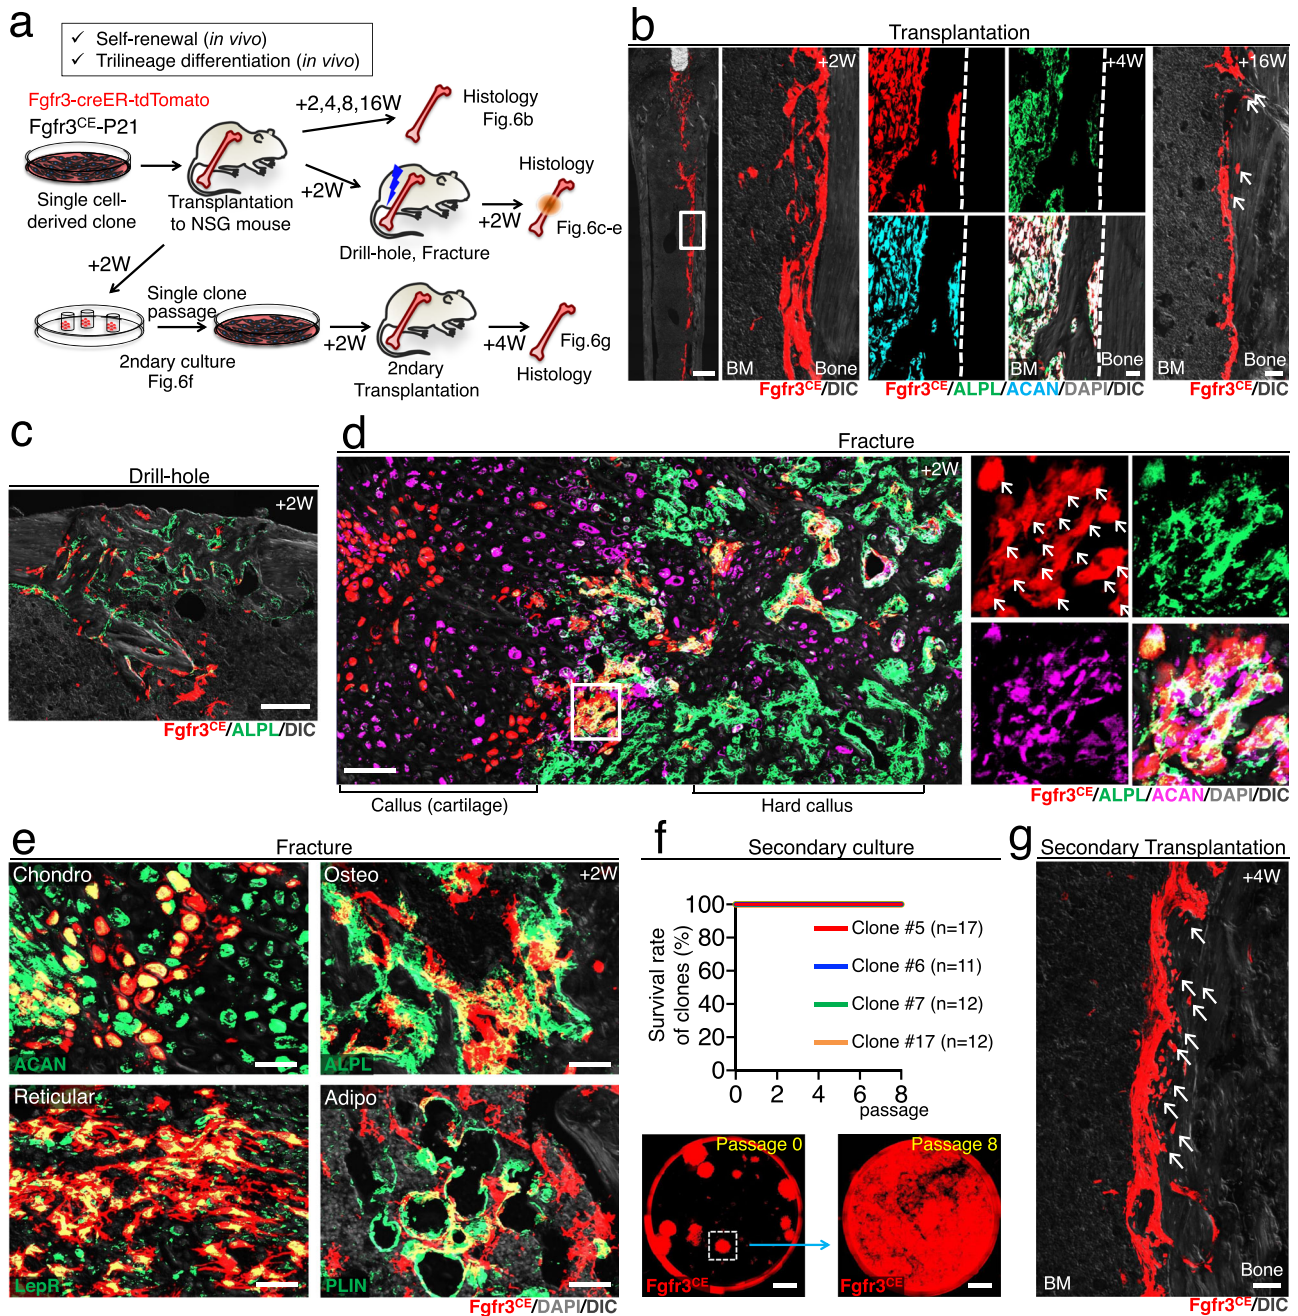 a
✓ Self-renewal (in vivo)
✓ Trilineage differentiation (in vivo)
Fgfr3-creER-tdTomato
Fgfr3CE-P21
Single cell-
derived clone
Transplantation
to NSG mouse
+2,4,8,16W
Histology
Fig.6b
+2W
Drill-hole, Fracture
+2W
Histology
Fig.6c-e
+2W
2ndary culture
Fig.6f
Single clone
passage
+2W
2ndary
Transplantation
+4W
Fig.6g
Histology
b
Transplantation
+2W
BM
Bone
Fgfr3CE/DIC
+4W
BM
Bone
Fgfr3CE/ALPL/ACAN/DAPI/DIC
+16W
BM
Bone
Fgfr3CE/DIC
c
Drill-hole
+2W
Fgfr3CE/ALPL/DIC
d
Fracture
+2W
Callus (cartilage)
Hard callus
Fgfr3CE/ALPL/ACAN/DAPI/DIC
e
Fracture
Chondro
ACAN
Osteo
+2W
ALPL
Reticular
LepR
Adipo
PLIN
Fgfr3CE/DAPI/DIC
f
Secondary culture
Survival rate
of clones (%)
100
80
60
40
20
0
0 2 4 6 8
passage
Clone #5 (n=17)
Clone #6 (n=11)
Clone #7 (n=12)
Clone #17 (n=12)
Passage 0
Fgfr3CE
Passage 8
Fgfr3CE
g
Secondary Transplantation
+4W
BM
Bone
Fgfr3CE/DIC